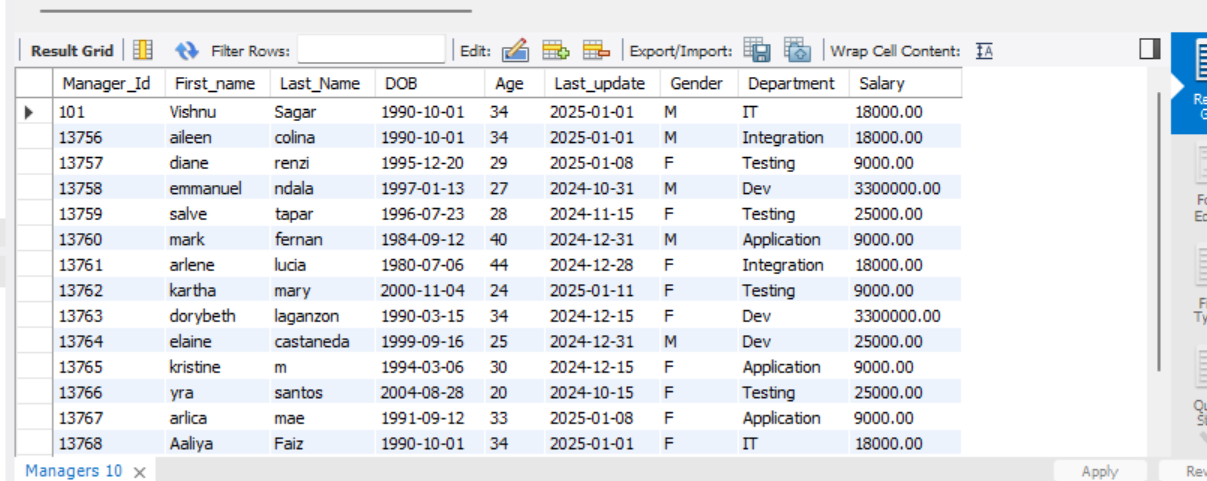 Result Grid Filter Rows: Edit: Export/Import: Wrap Cell Content:
Manager_Id First_name Last_Name DOB Age Last_update Gender Department Salary
101 Vishnu Sagar 1990-10-01 34 2025-01-01 M IT 18000.00
13756 aileen colina 1990-10-01 34 2025-01-01 M Integration 18000.00
13757 diane renzi 1995-12-20 29 2025-01-08 F Testing 9000.00
13758 emmanuel ndala 1997-01-13 27 2024-10-31 M Dev 3300000.00
13759 salve tapar 1996-07-23 28 2024-11-15 F Testing 25000.00
13760 mark fernan 1984-09-12 40 2024-12-31 M Application 9000.00
13761 arlene lucia 1980-07-06 44 2024-12-28 F Integration 18000.00
13762 kartha mary 2000-11-04 24 2025-01-11 F Testing 9000.00
13763 dorybeth laganzon 1990-03-15 34 2024-12-15 F Dev 3300000.00
13764 elaine castaneda 1999-09-16 25 2024-12-31 M Dev 25000.00
13765 kristine m 1994-03-06 30 2024-12-15 F Application 9000.00
13766 yra santos 2004-08-28 20 2024-10-15 F Testing 25000.00
13767 arlica mae 1991-09-12 33 2025-01-08 F Application 9000.00
13768 Aaliya Faiz 1990-10-01 34 2025-01-01 F IT 18000.00
Managers 10 Apply